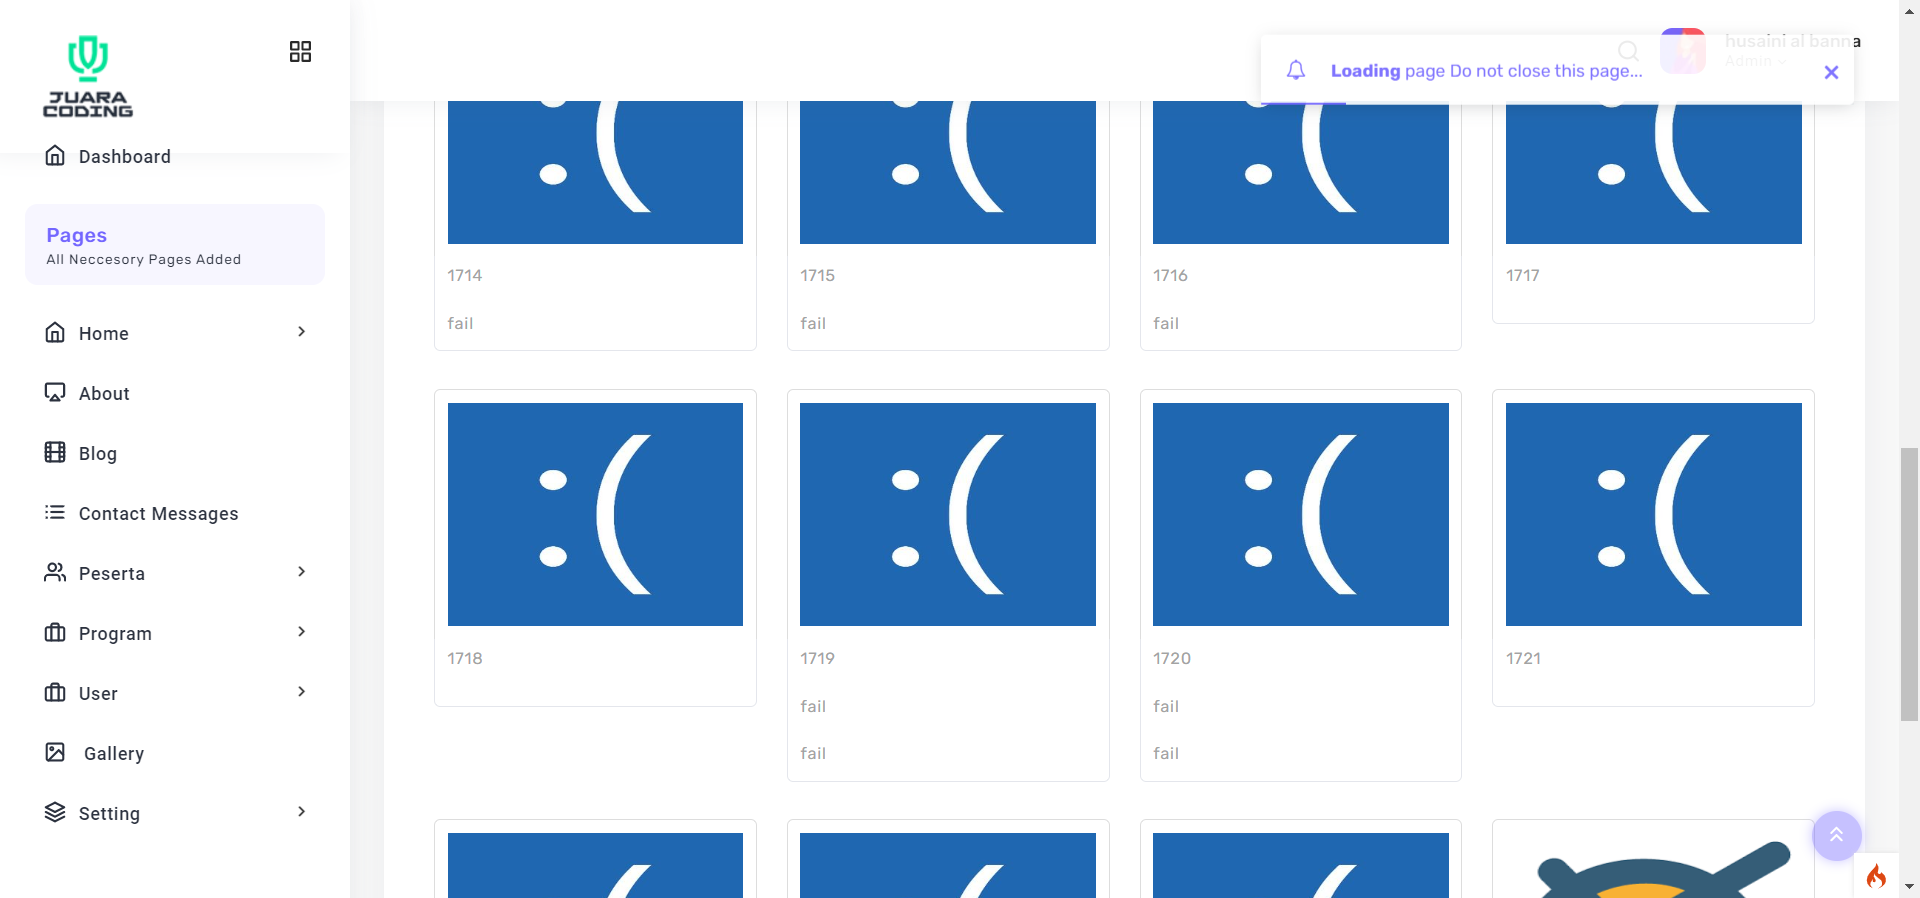 JUARA
CODING
Dashboard
Pages
All Neccesory Pages Added
Home
About
Blog
Contact Messages
Peserta
Program
User
Gallery
Setting
husaini al banna
Admin
Loading page Do not close this page...
1714
fail
1715
fail
1716
fail
1717
1718
1719
fail
fail
1720
fail
fail
1721